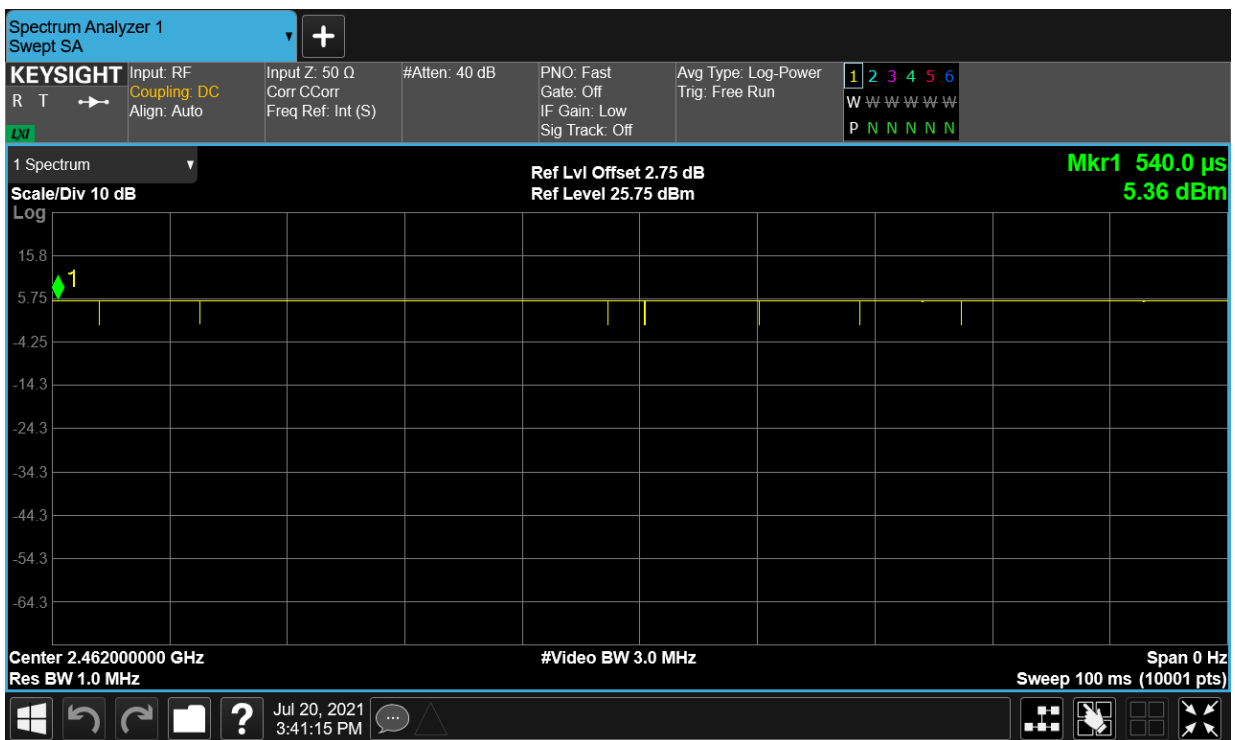 Spectrum Analyzer 1
Swept SA
KEYSIGHT
R T
LXI
Input: RF
Coupling: DC
Align: Auto
Input Z: 50 Ω
Corr CCorr
Freq Ref: Int (S)
#Atten: 40 dB
PNO: Fast
Gate: Off
IF Gain: Low
Sig Track: Off
Avg Type: Log-Power
Trig: Free Run
1 2 3 4 5 6
W W W W W W
P N N N N N
1 Spectrum
Scale/Div 10 dB
Log
Ref Lvl Offset 2.75 dB
Ref Level 25.75 dBm
Mkr1 540.0 µs
5.36 dBm
15.8
1
5.75
-4.25
-14.3
-24.3
-34.3
-44.3
-54.3
-64.3
Center 2.462000000 GHz
#Video BW 3.0 MHz
Span 0 Hz
Res BW 1.0 MHz
Sweep 100 ms (10001 pts)
?
Jul 20, 2021
3:41:15 PM